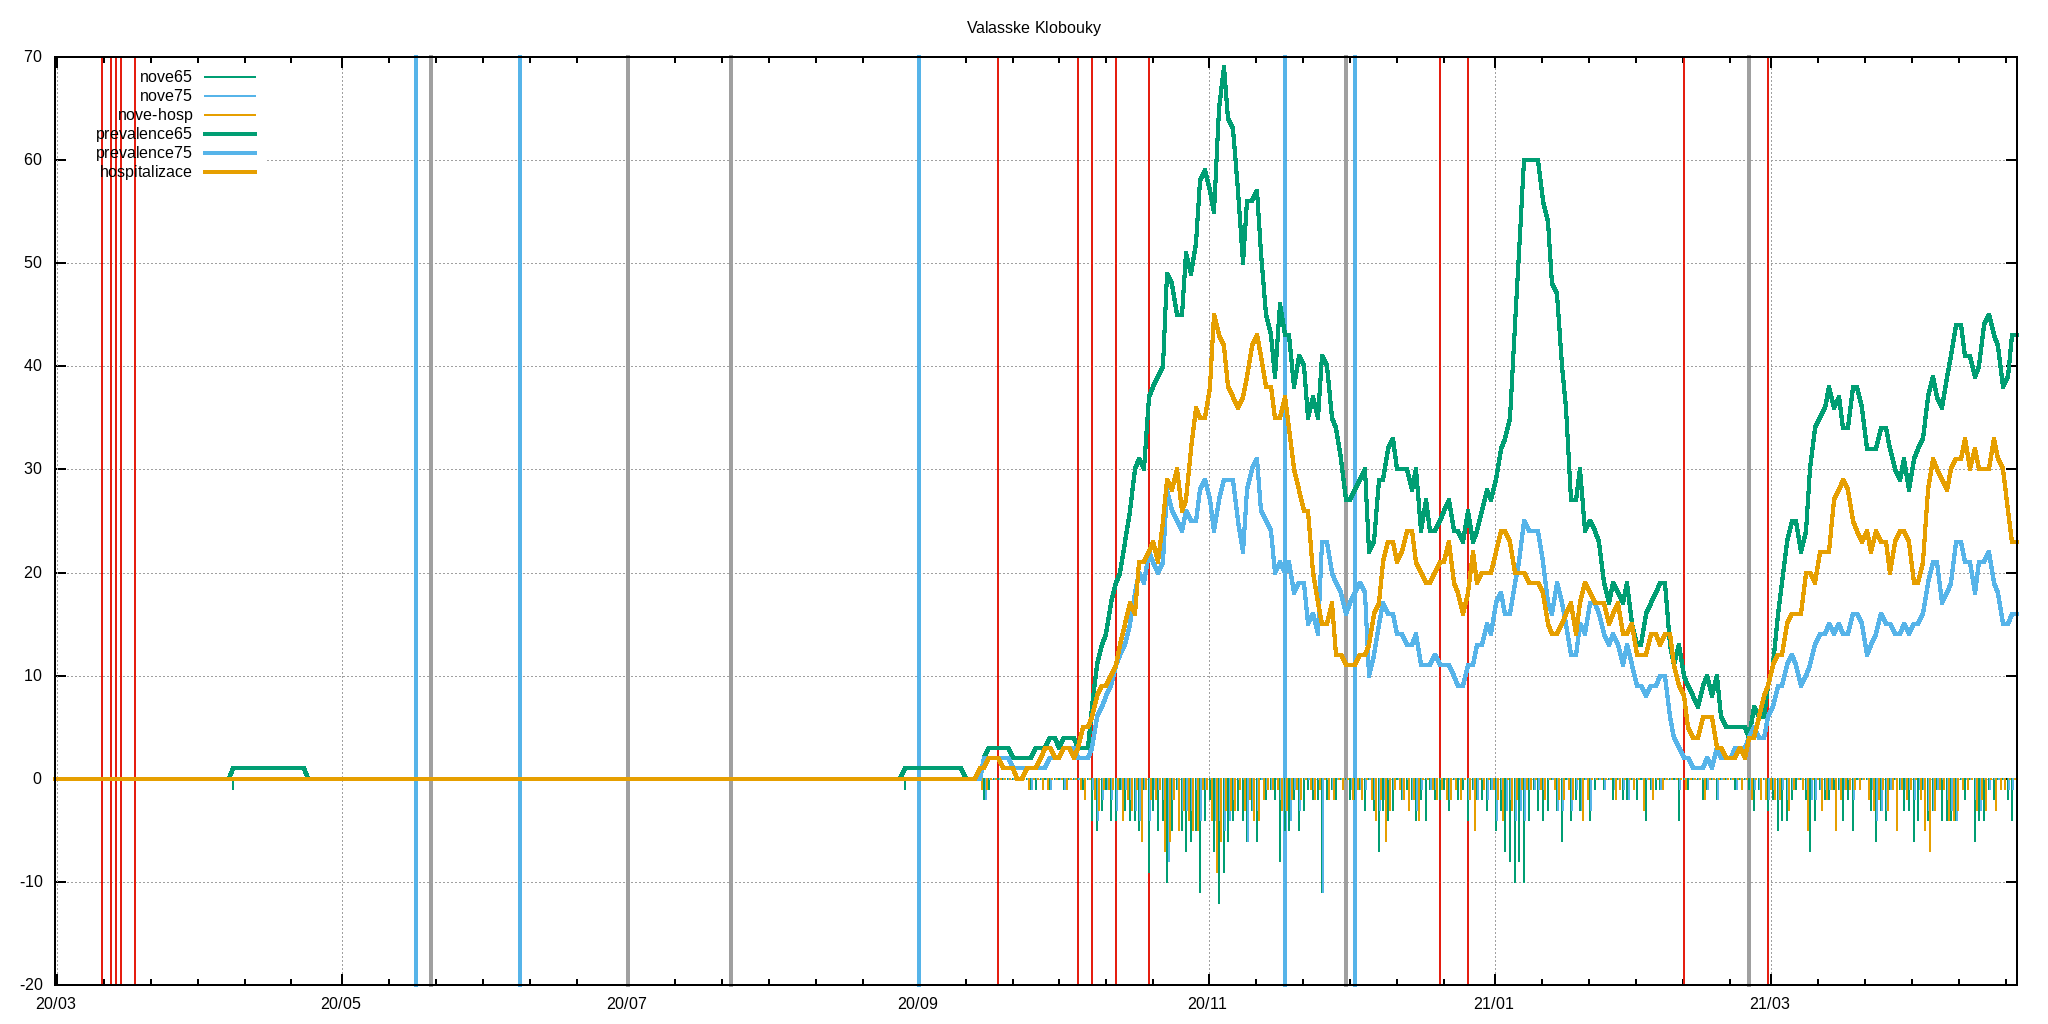 Valasske Klobouky
70
60
50
40
30
20
10
0
-10
-20
nove65
nove75
nove-hosp
prevalence65
prevalence75
hospitalizace
20/03 20/05 20/07 20/09 20/11 21/01 21/03